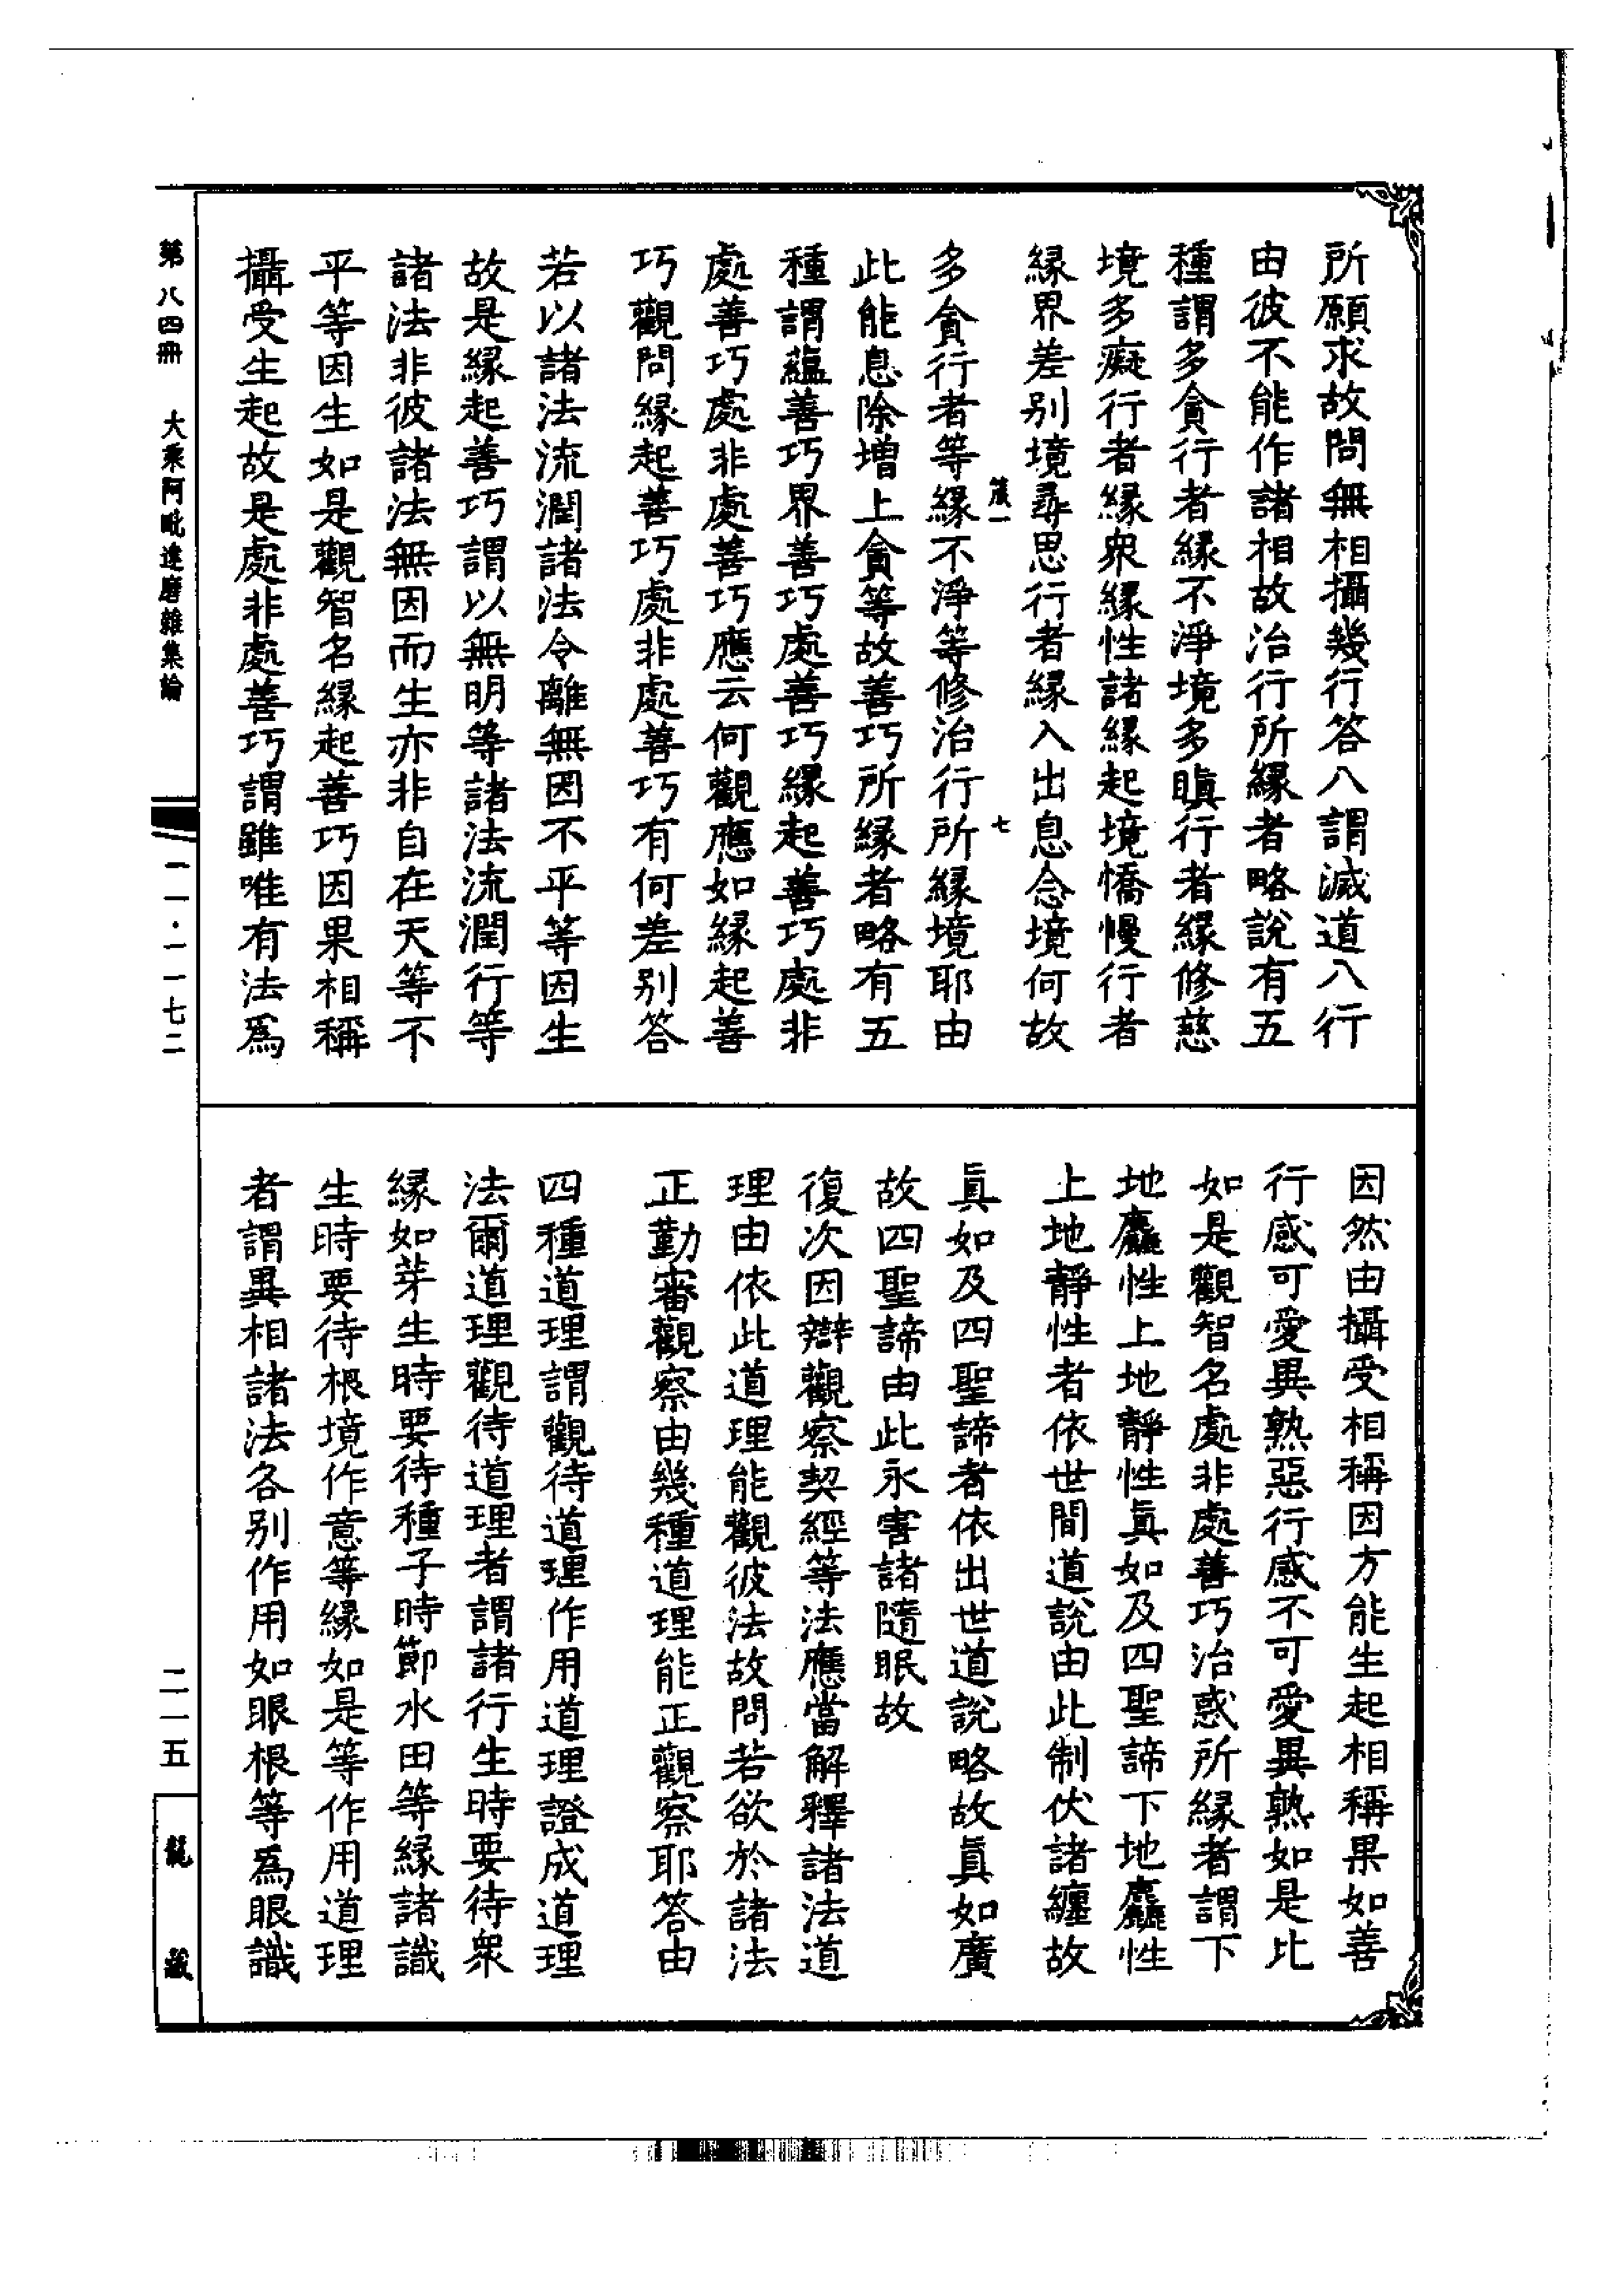 所願求故問無相攝幾行答八謂滅道八行
由彼不能作諸相故治行所緣者略說有五
種謂多貪行者緣不淨境多瞋行者緣修慈
境多癡行者緣衆緣性諸緣起境憍慢行者
緣界差别境尋思行者緣入出息念境何故
七
多貪行者等緣不淨等修治行所緣境耶由
此能息除增上貪等故善巧所緣者略有五
種謂蘊善巧界善巧處善巧緣起善巧處非
處善巧處非處善巧應云何觀應如緣起善
巧觀問緣起善巧處非處善巧有何差别答
若以諸法流潤諸法令離無因不平等因生
故是緣起善巧謂以無明等諸法流潤行等
諸法非彼諸法無因而生亦非自在天等不
平等因生如是觀智名緣起善巧因果相稱
攝受生起故是處非處善巧謂雖唯有法爲
因然由攝受相稱因方能生起相稱果如善
行感可愛異熟惡行感不可愛異熟如是比
如是觀智名處非處善巧治惑所緣者謂下
地麤性上地靜性眞如及四聖諦下地麤性
上地靜性者依世間道說由此制伏諸纏故
眞如及四聖諦者依出世道說略故眞如廣
故四聖諦由此永害諸隨眠故
復次因辯觀察契經等法應當解釋諸法道
理由依此道理能觀彼法故問若欲於諸法
正勤審觀察由幾種道理能正觀察耶答由
四種道理謂觀待道理作用道理證成道理
法爾道理觀待道理者謂諸行生時要待衆
緣如芽生時要待種子時節水田等緣諸識
生時要待根境作意等緣如是等作用道理
者謂異相諸法各别作用如眼根等爲眼識
第八四冊　大乘阿毗達磨雜集論
一一·一一七二
二一五
龍藏